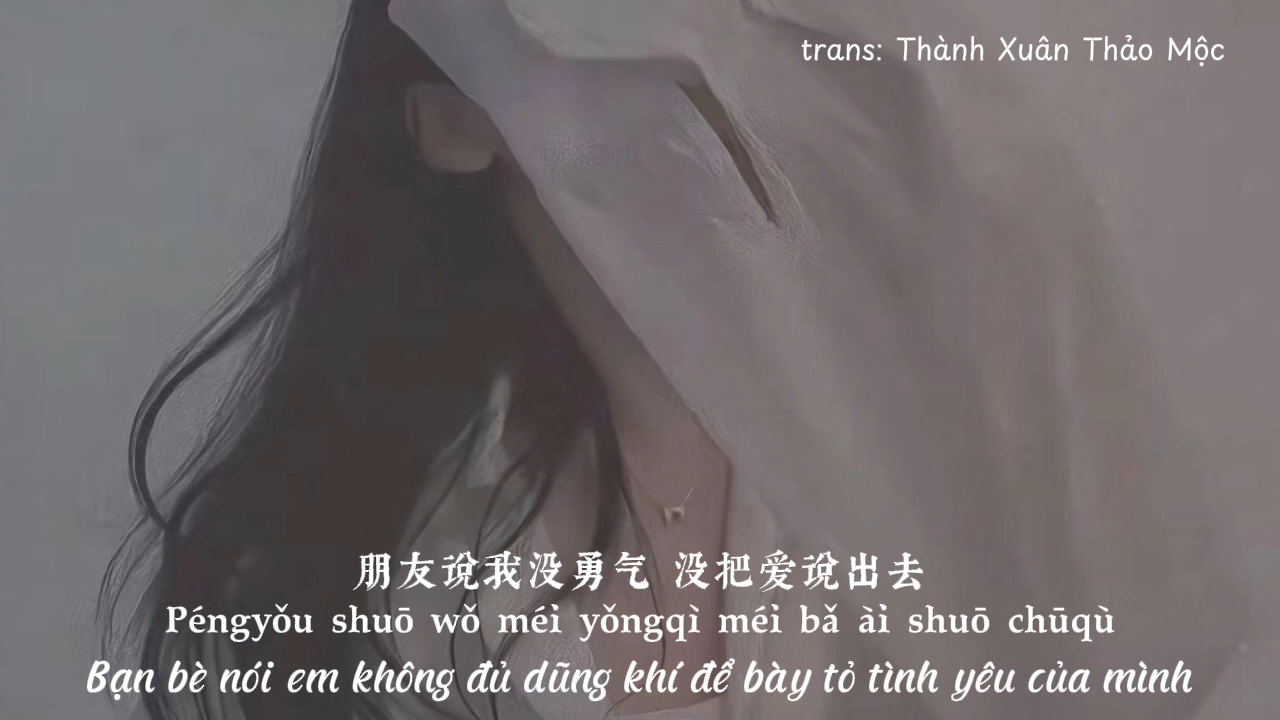 trans: Thành Xuân Thảo Mộc
朋友说我没勇气 没把爱说出去
Péngyǒu shuō wǒ méi yǒngqì méi bǎ ài shuō chūqù
Bạn bè nói em không đủ dũng khí để bày tỏ tình yêu của mình